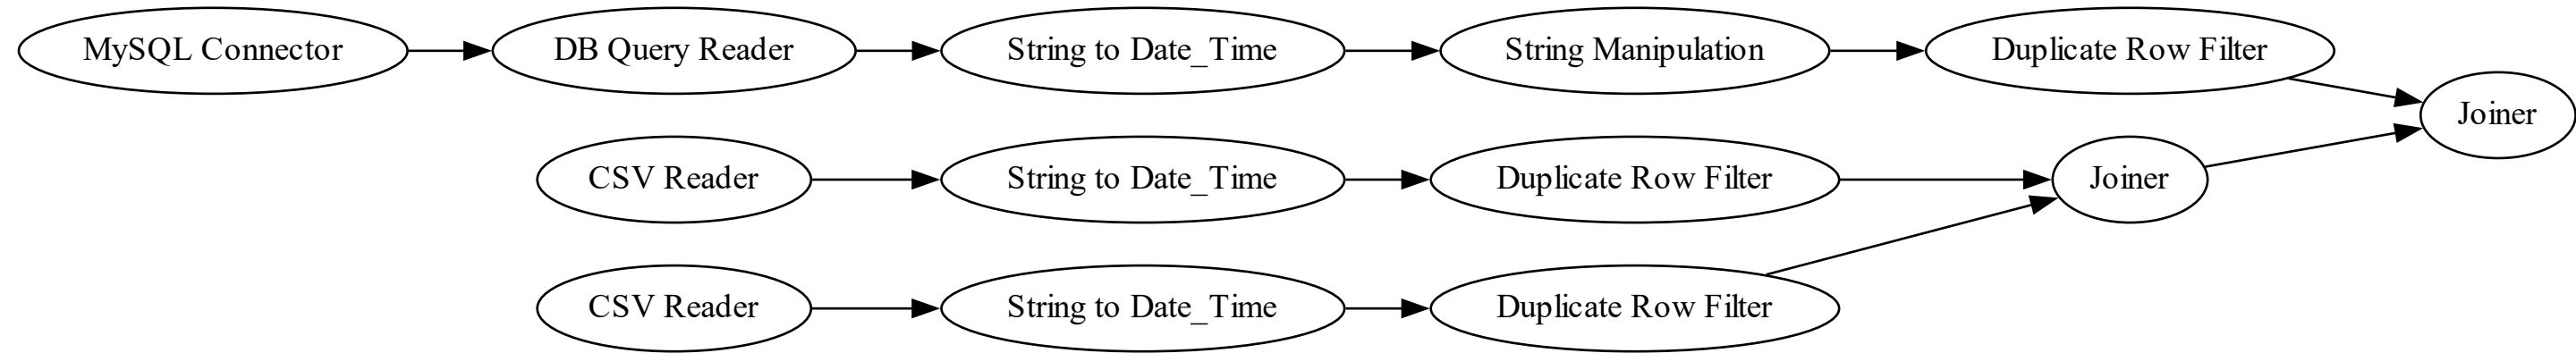 MySQL Connector
DB Query Reader
String to Date_Time
String Manipulation
Duplicate Row Filter
Joiner
CSV Reader
String to Date_Time
Duplicate Row Filter
Joiner
CSV Reader
String to Date_Time
Duplicate Row Filter